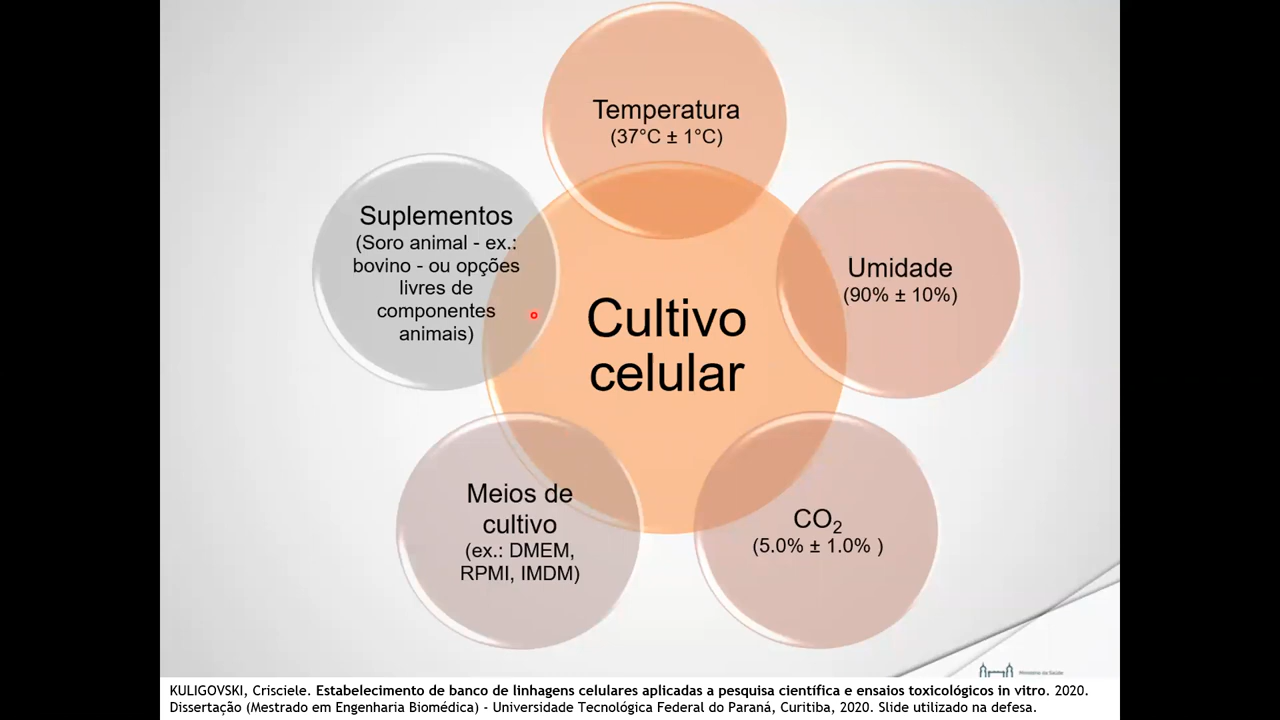 Temperatura
(37°C ± 1°C)
Suplementos
(Soro animal - ex.:
bovino - ou opções
livres de
componentes
animais)
Umidade
(90% ± 10%)
Cultivo
celular
Meios de
cultivo
(ex.: DMEM,
RPMI, IMDM)
CO₂
(5.0% ± 1.0% )
Ministério da Saúde
KULIGOVSKI, Crisciele. Estabelecimento de banco de linhagens celulares aplicadas a pesquisa científica e ensaios toxicológicos in vitro. 2020.
Dissertação (Mestrado em Engenharia Biomédica) - Universidade Tecnológica Federal do Paraná, Curitiba, 2020. Slide utilizado na defesa.